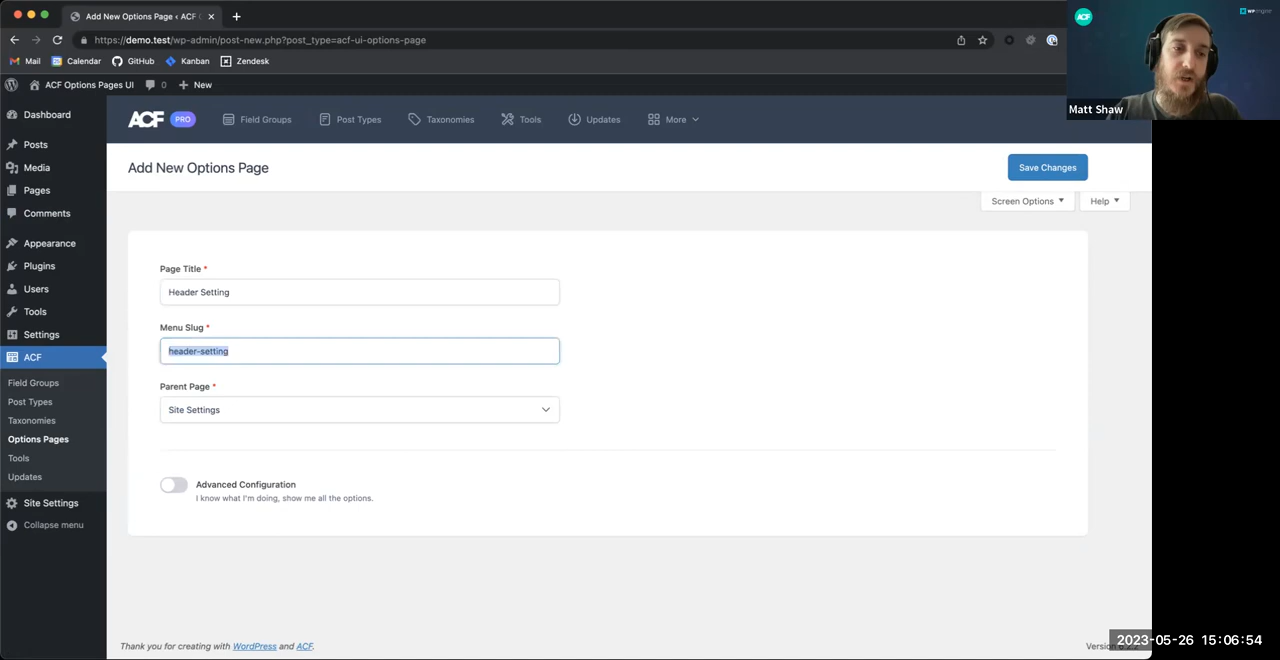 Add New Options Page ‹ ACF
https://demo.test/wp-admin/post-new.php?post_type=acf-ui-options-page
Mail Calendar GitHub Kanban Zendesk
ACF Options Pages UI 0 New
ACF
WP engine
Matt Shaw
Dashboard
Posts
Media
Pages
Comments
Appearance
Plugins
Users
Tools
Settings
ACF
Field Groups
Post Types
Taxonomies
Options Pages
Tools
Updates
Site Settings
Collapse menu
ACF PRO Field Groups Post Types Taxonomies Tools Updates More
Add New Options Page Save Changes
Screen Options Help
Page Title *
Header Setting
Menu Slug *
header-setting
Parent Page *
Site Settings
Advanced Configuration
I know what I'm doing, show me all the options.
Thank you for creating with WordPress and ACF.
2023-05-26 15:06:54